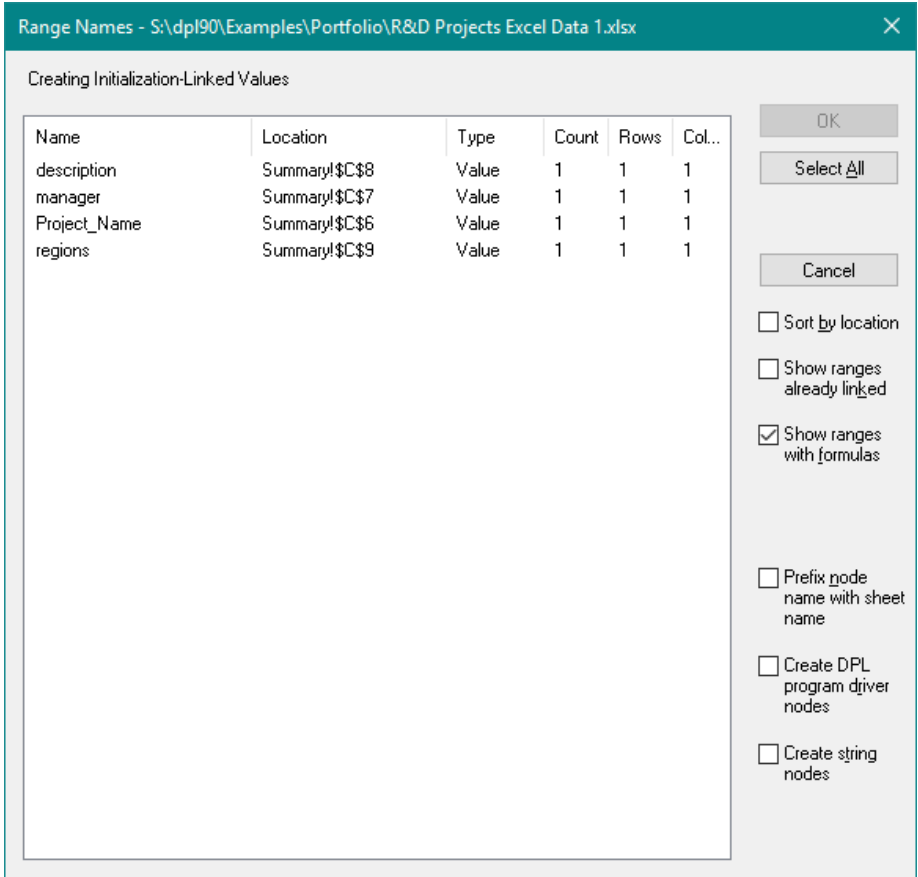 Range Names - S:\dpl90\Examples\Portfolio\R&D Projects Excel Data 1.xlsx
Creating Initialization-Linked Values
Name Location Type Count Rows Col...
description Summary!$C$8 Value 1 1 1
manager Summary!$C$7 Value 1 1 1
Project_Name Summary!$C$6 Value 1 1 1
regions Summary!$C$9 Value 1 1 1
OK
Select All
Cancel
Sort by location
Show ranges
already linked
Show ranges
with formulas
Prefix node
name with sheet
name
Create DPL
program driver
nodes
Create string
nodes